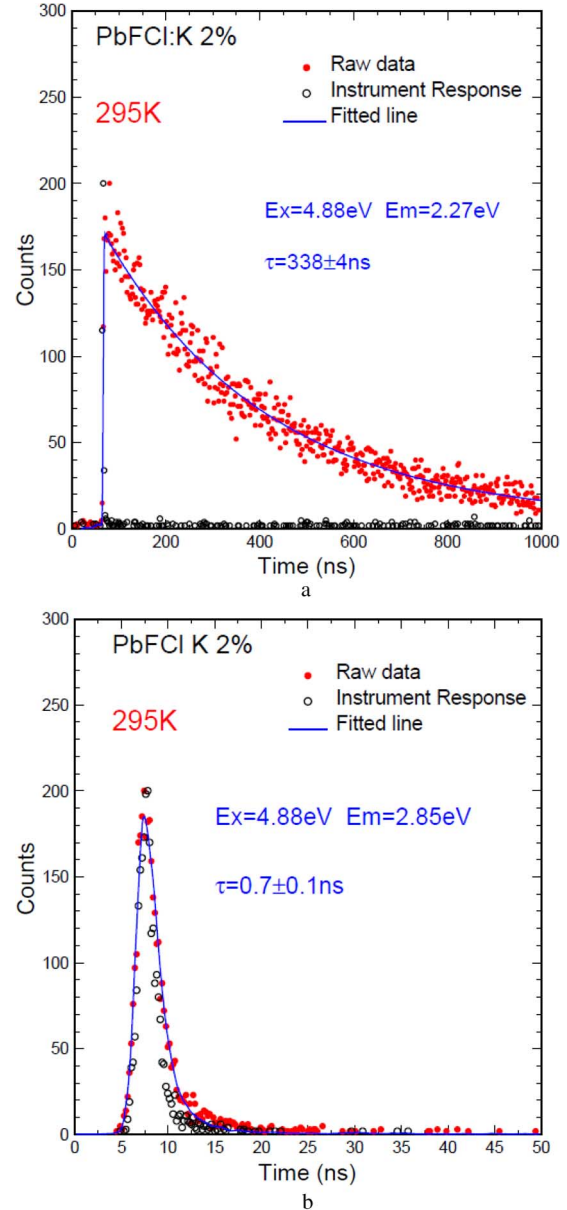 PbFCl:K 2%
Raw data
Instrument Response
Fitted line
295K
Ex=4.88eV Em=2.27eV
τ=338±4ns
Counts
300
250
200
150
100
50
0
0 200 400 600 800 1000
Time (ns)
a
PbFCl K 2%
Raw data
Instrument Response
Fitted line
295K
Ex=4.88eV Em=2.85eV
τ=0.7±0.1ns
Counts
300
250
200
150
100
50
0
0 5 10 15 20 25 30 35 40 45 50
Time (ns)
b